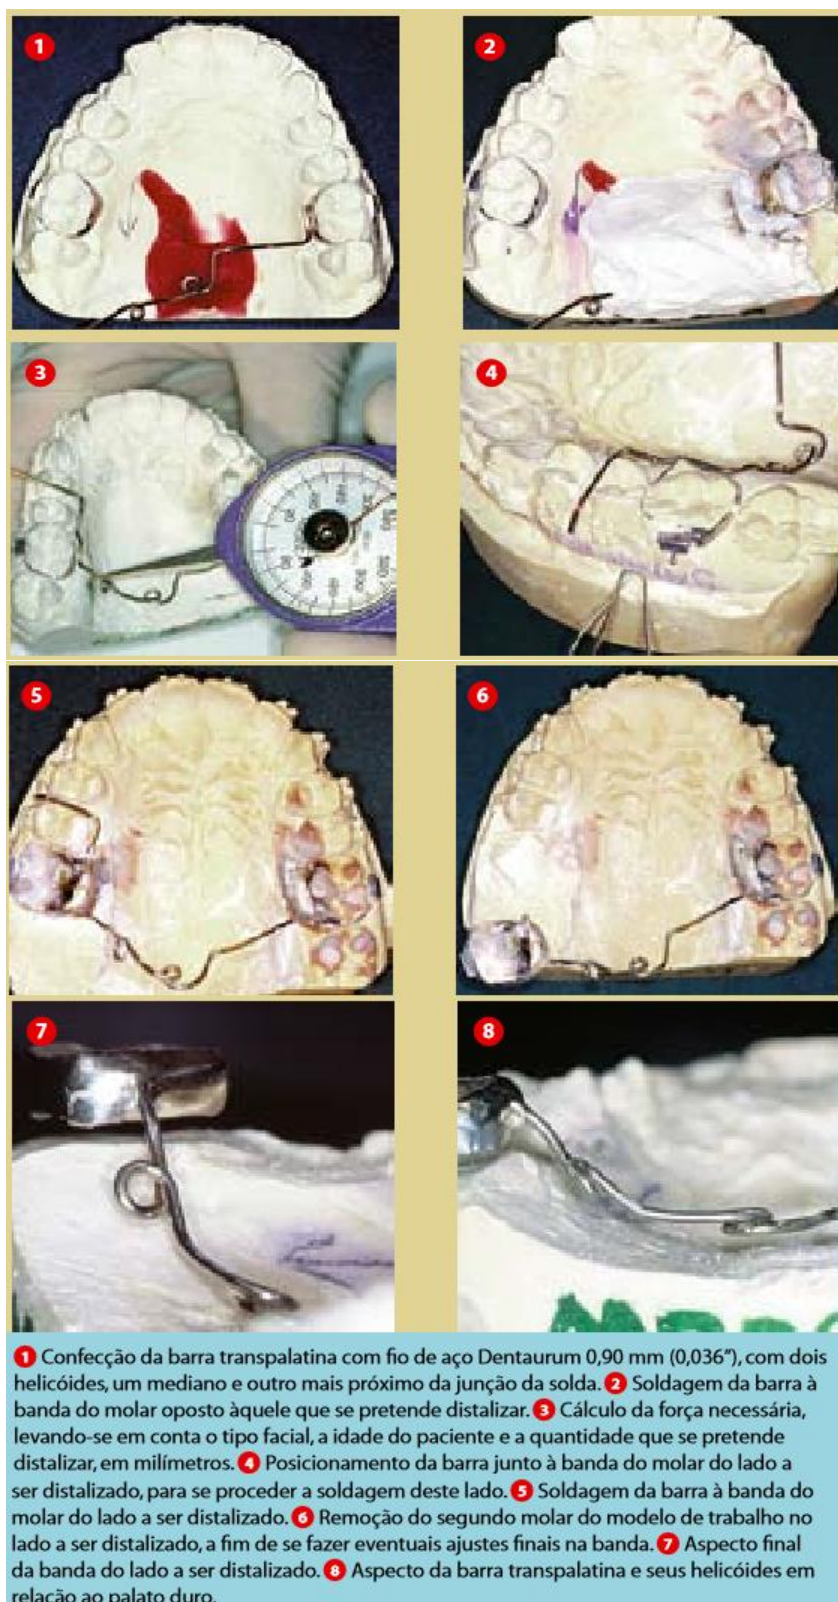 1
2
3
4
5
6
7
8
1 Confecção da barra transpalatina com fio de aço Dentaurum 0,90 mm (0,036”), com dois
helicóides, um mediano e outro mais próximo da junção da solda. 2 Soldagem da barra à
banda do molar oposto àquele que se pretende distalizar. 3 Cálculo da força necessária,
levando-se em conta o tipo facial, a idade do paciente e a quantidade que se pretende
distalizar, em milímetros. 4 Posicionamento da barra junto à banda do molar do lado a
ser distalizado, para se proceder a soldagem deste lado. 5 Soldagem da barra à banda do
molar do lado a ser distalizado. 6 Remoção do segundo molar do modelo de trabalho no
lado a ser distalizado, a fim de se fazer eventuais ajustes finais na banda. 7 Aspecto final
da banda do lado a ser distalizado. 8 Aspecto da barra transpalatina e seus helicóides em
relação ao palato duro.